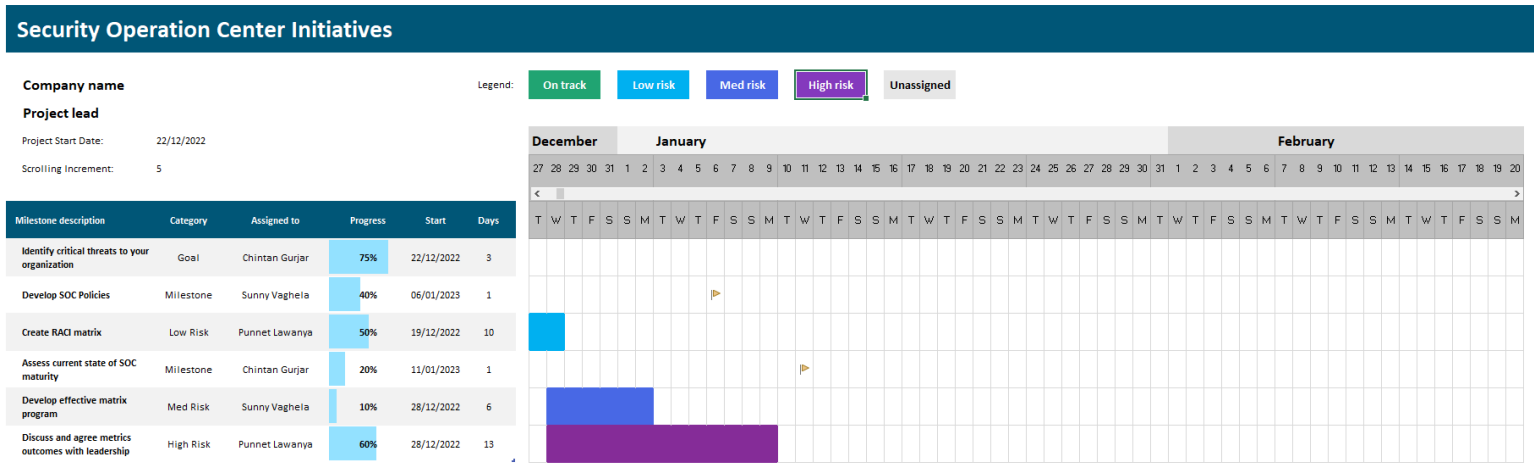 Security Operation Center Initiatives
Company name
Legend: On track Low risk Med risk High risk Unassigned
Project lead
Project Start Date: 22/12/2022
December January February
Scrolling Increment: 5
27 28 29 30 31 1 2 3 4 5 6 7 8 9 10 11 12 13 14 15 16 17 18 19 20 21 22 23 24 25 26 27 28 29 30 31 1 2 3 4 5 6 7 8 9 10 11 12 13 14 15 16 17 18 19 20
Milestone description Category Assigned to Progress Start Days
T W T F S S M T W T F S S M T W T F S S M T W T F S S M T W T F S S M T W T F S S M T W T F S S M T W T F S S M
Identify critical threats to your
organization
Goal Chintan Gurjar 75% 22/12/2022 3
Develop SOC Policies Milestone Sunny Vaghela 40% 06/01/2023 1
Create RACI matrix Low Risk Punnet Lawanya 50% 19/12/2022 10
Assess current state of SOC
maturity
Milestone Chintan Gurjar 20% 11/01/2023 1
Develop effective matrix
program
Med Risk Sunny Vaghela 10% 28/12/2022 6
Discuss and agree metrics
outcomes with leadership
High Risk Punnet Lawanya 60% 28/12/2022 13